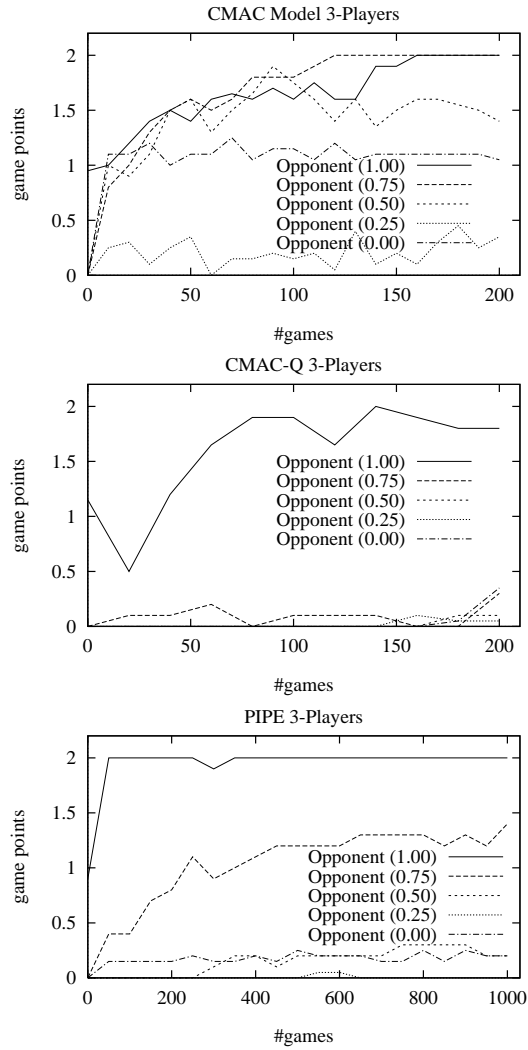 CMAC Model 3-Players
2
1.5
1
0.5
0
game points
Opponent (1.00)
Opponent (0.75)
Opponent (0.50)
Opponent (0.25)
Opponent (0.00)
0 50 100 150 200
#games
CMAC-Q 3-Players
2
1.5
1
0.5
0
game points
Opponent (1.00)
Opponent (0.75)
Opponent (0.50)
Opponent (0.25)
Opponent (0.00)
0 50 100 150 200
#games
PIPE 3-Players
2
1.5
1
0.5
0
game points
Opponent (1.00)
Opponent (0.75)
Opponent (0.50)
Opponent (0.25)
Opponent (0.00)
0 200 400 600 800 1000
#games